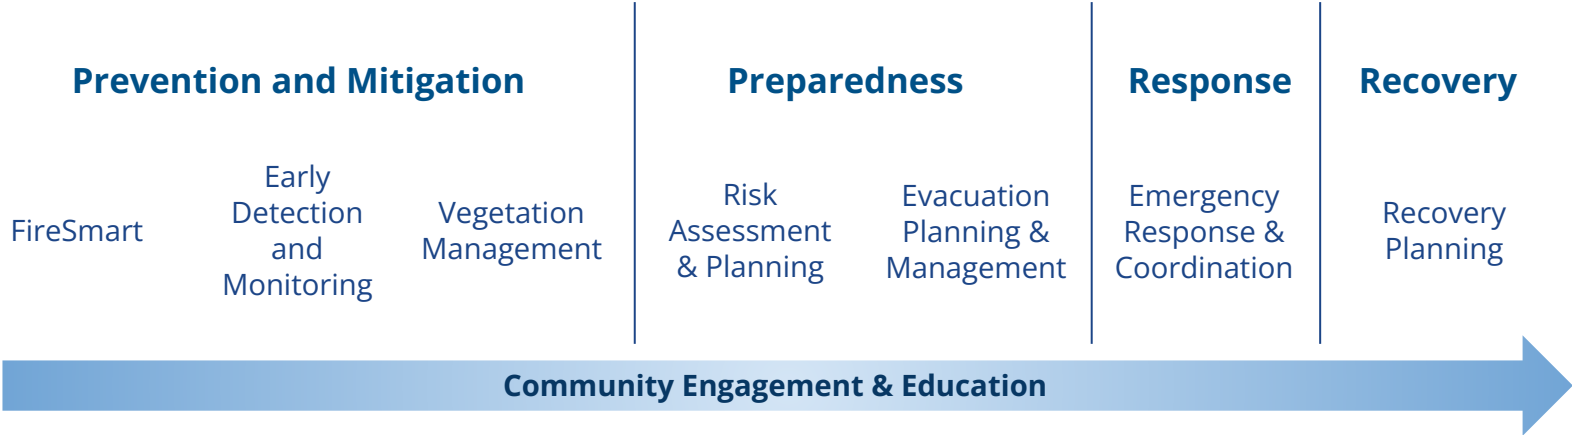 Prevention and Mitigation
Preparedness
Response
Recovery
FireSmart
Early
Detection
and
Monitoring
Vegetation
Management
Risk
Assessment
& Planning
Evacuation
Planning &
Management
Emergency
Response &
Coordination
Recovery
Planning
Community Engagement & Education